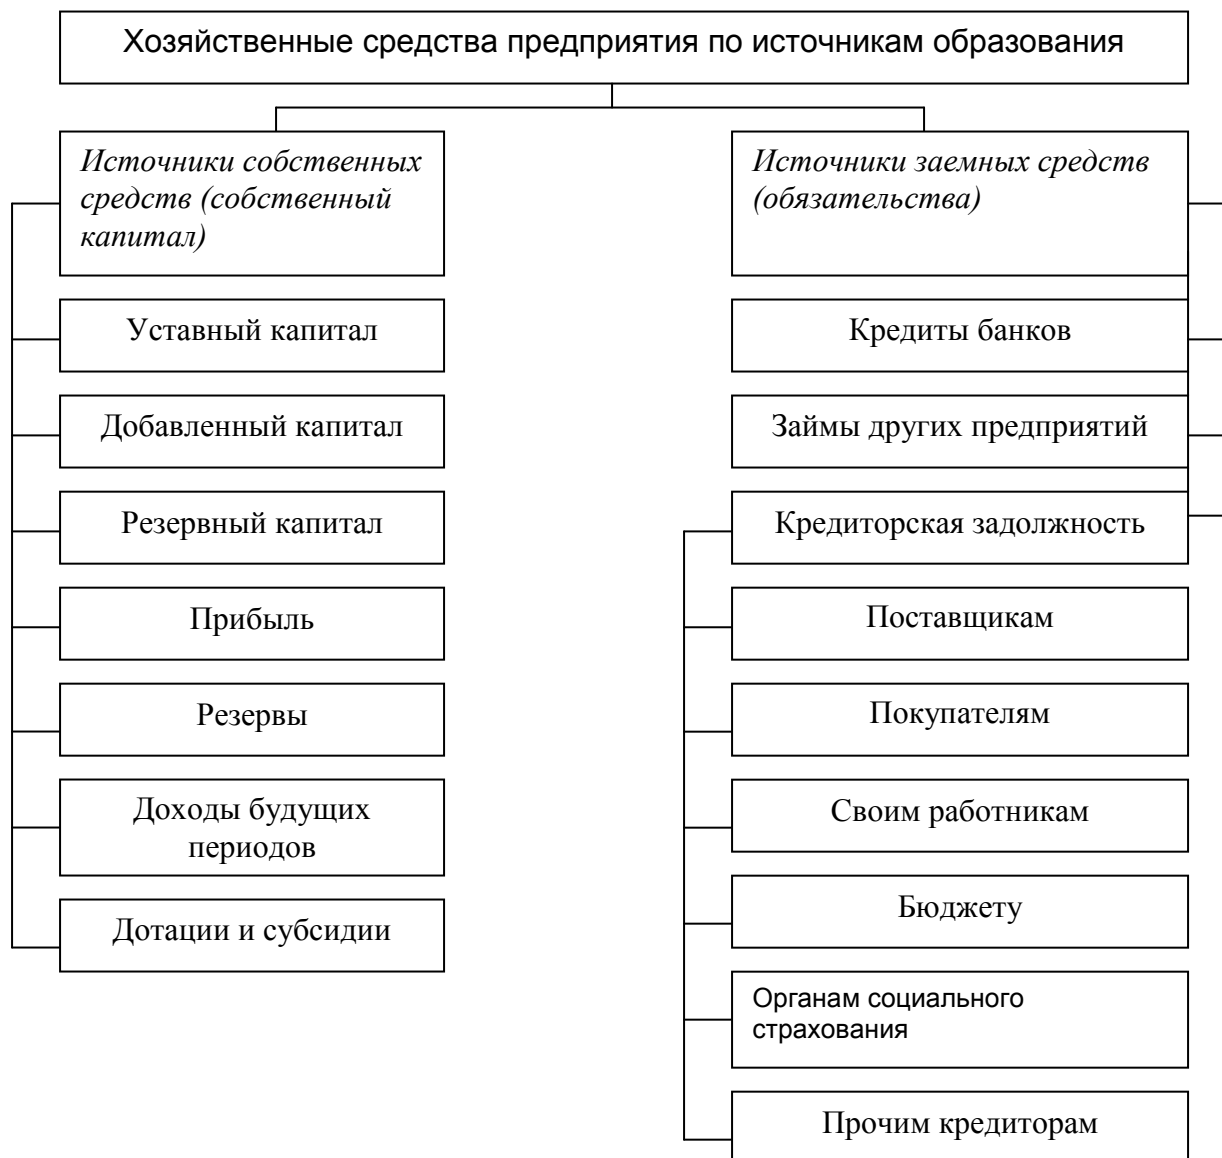 Хозяйственные средства предприятия по источникам образования
Источники собственных
средств (собственный
капитал)
Уставный капитал
Добавленный капитал
Резервный капитал
Прибыль
Резервы
Доходы будущих
периодов
Дотации и субсидии
Источники заемных средств
(обязательства)
Кредиты банков
Займы других предприятий
Кредиторская задолжность
Поставщикам
Покупателям
Своим работникам
Бюджету
Органам социального
страхования
Прочим кредиторам